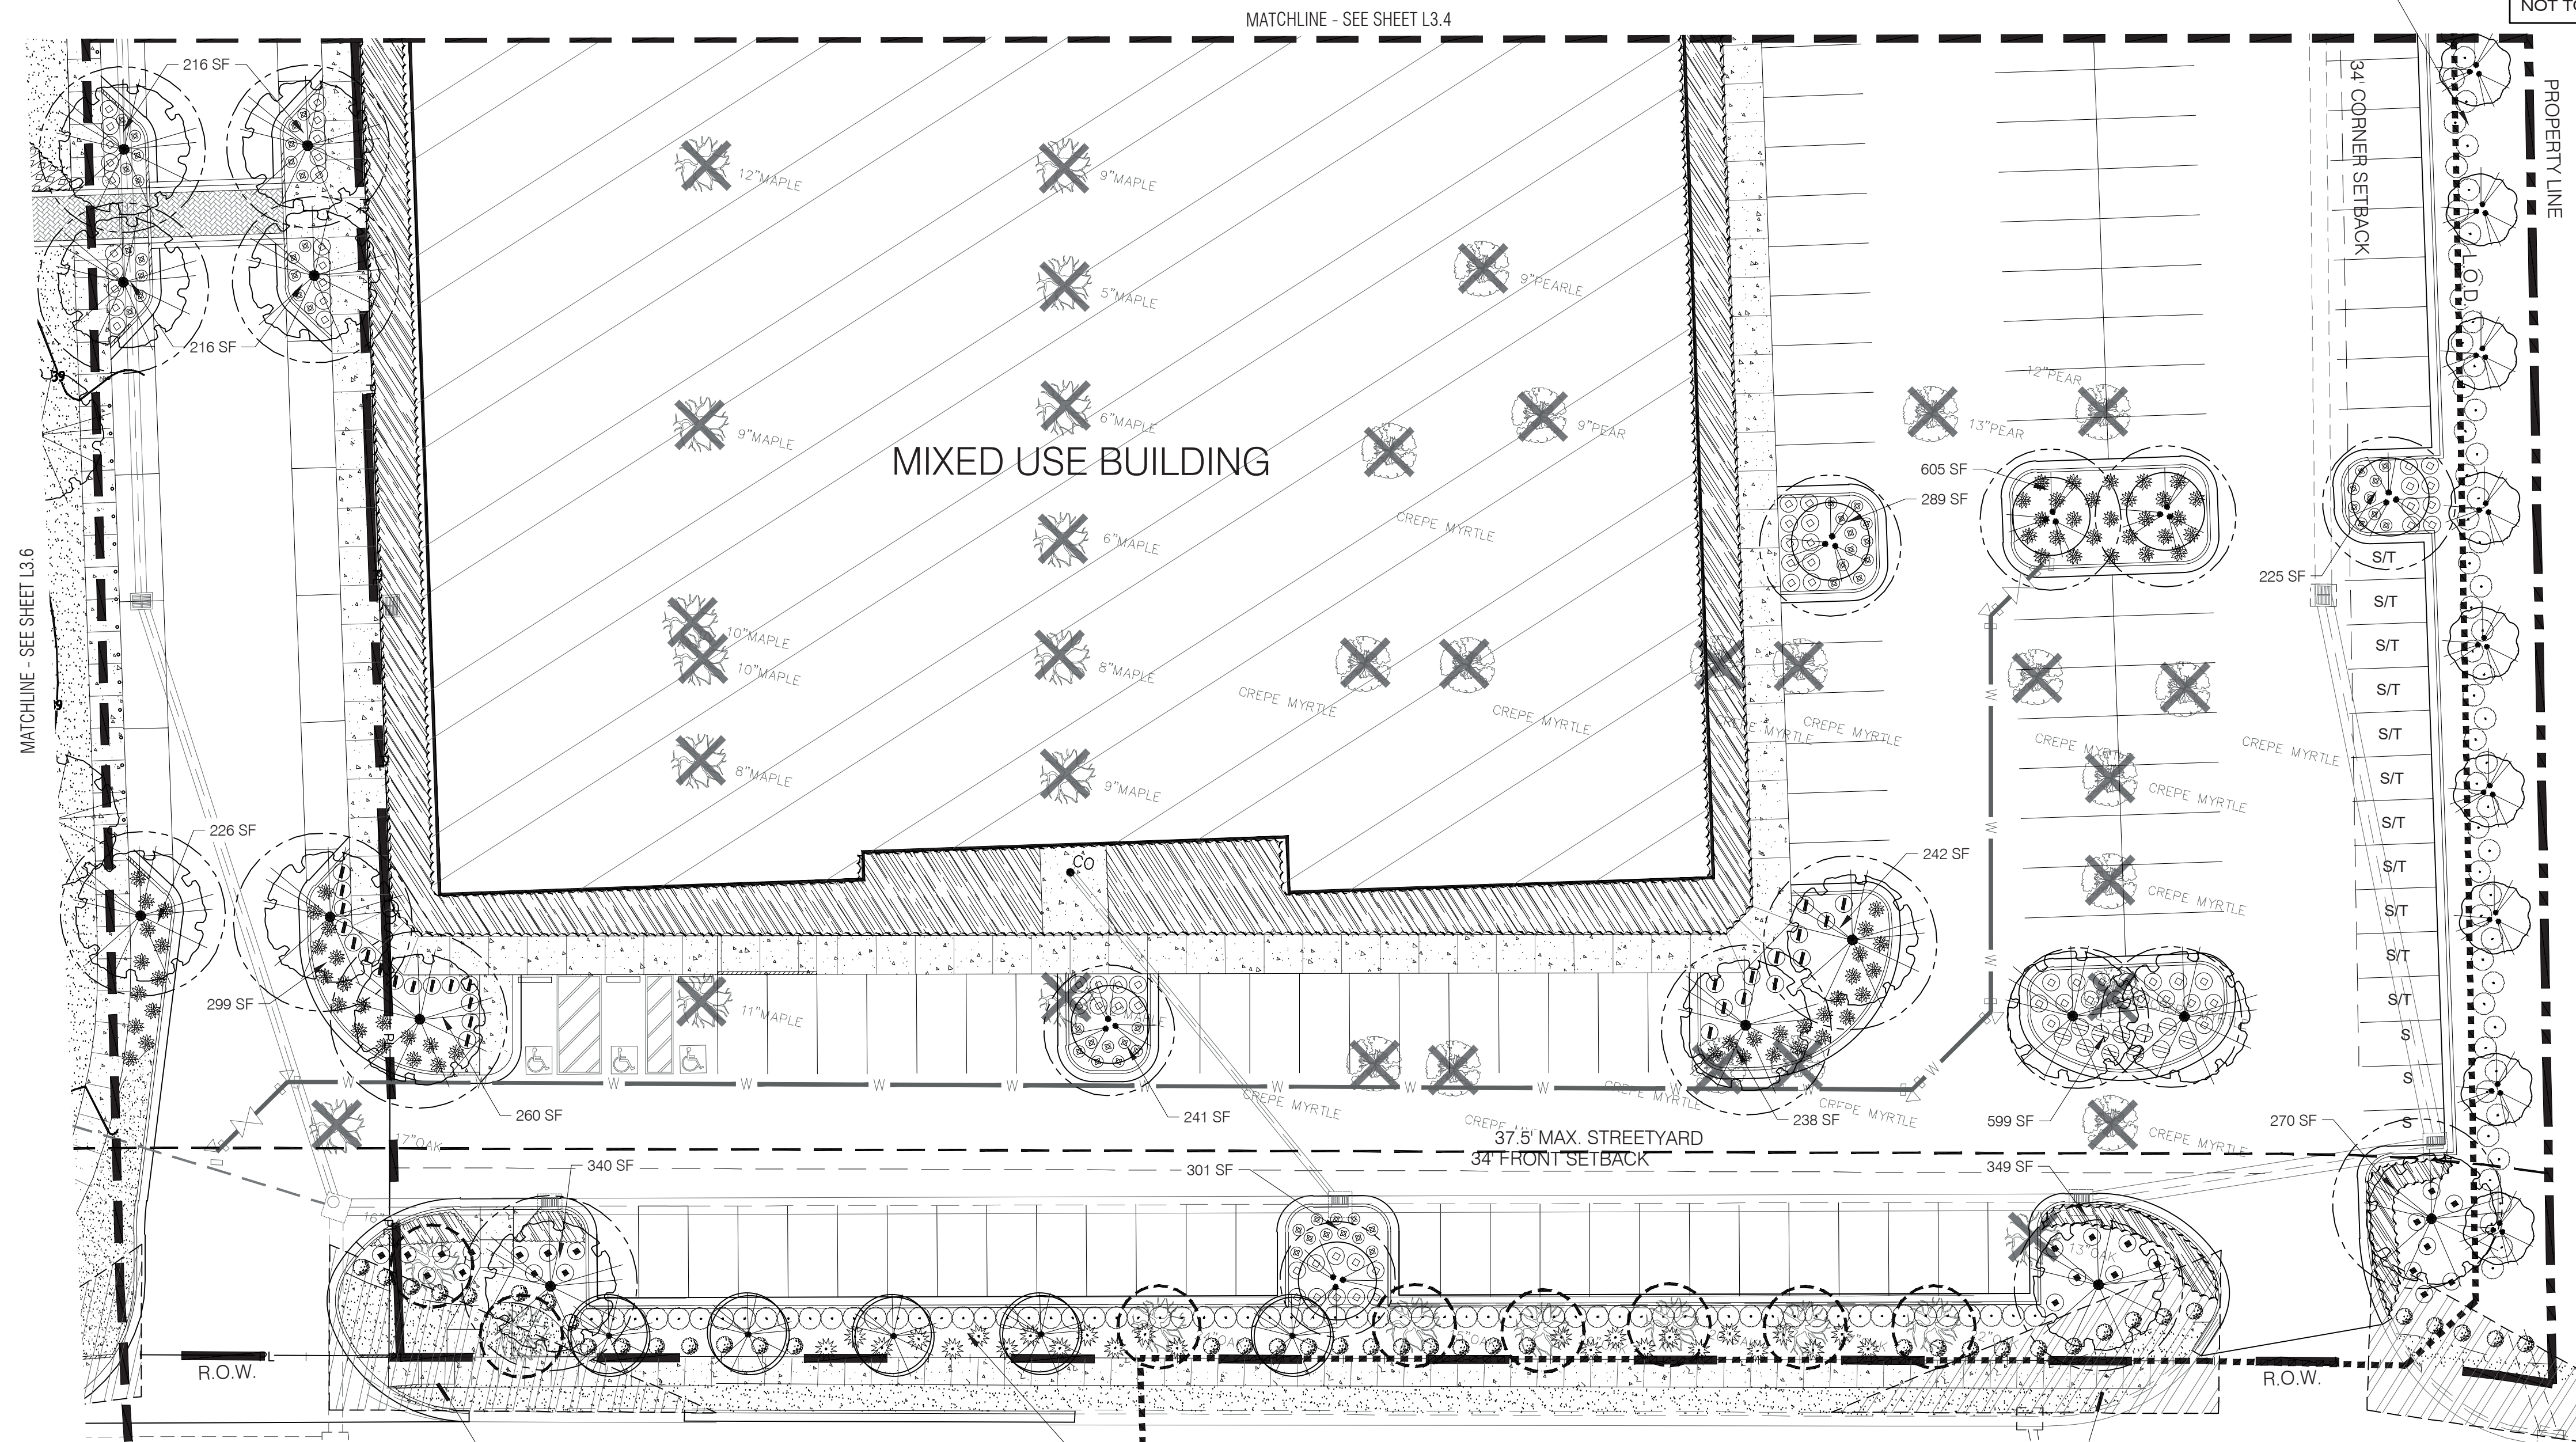 MATCHLINE - SEE SHEET L3.4
216 SF
34' CORNER SETBACK
PROPERTY LINE
12"MAPLE
9"MAPLE
L.O.D.
5"MAPLE
9"PEARLE
216 SF
39
12"PEAR
6"MAPLE
9"PEAR
13"PEAR
9"MAPLE
MIXED USE BUILDING
605 SF
289 SF
CREPE MYRTLE
MATCHLINE - SEE SHEET L3.6
6"MAPLE
225 SF
S/T
S/T
10"MAPLE
10"MAPLE
8"MAPLE
S/T
S/T
CREPE MYRTLE
CREPE MYRTLE
CREPE MYRTLE
CREPE MYRTLE
CREPE MYRTLE
CREPE MYRTLE
W
S/T
8"MAPLE
9"MAPLE
S/T
CREPE MYRTLE
S/T
W
226 SF
CO
242 SF
S/T
CREPE MYRTLE
S/T
S/T
W
299 SF
11"MAPLE
MAPLE
S/T
S
S
S
W W W W W W W W W W W W W
260 SF
241 SF
CREPE MYRTLE
CREPE MYRTLE
CREPE MYRTLE
238 SF
599 SF
270 SF
CREPE MYRTLE
17"OAK
37.5' MAX. STREETYARD
34' FRONT SETBACK
340 SF
301 SF
349 SF
16"
13"OAK
PL
R.O.W.
R.O.W.